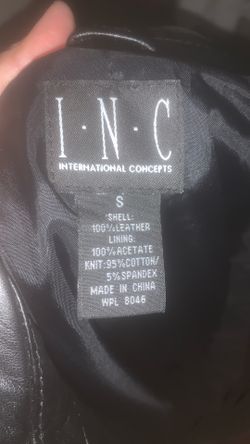 I·N·C
INTERNATIONAL CONCEPTS
S
SHELL:
100%LEATHER
LINING:
100%ACETATE
KNIT:95%COTTON/
5%SPANDEX
MADE IN CHINA
WPL 8046